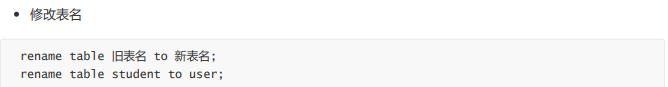 • 修改表名
rename table 旧表名 to 新表名;
rename table student to user;